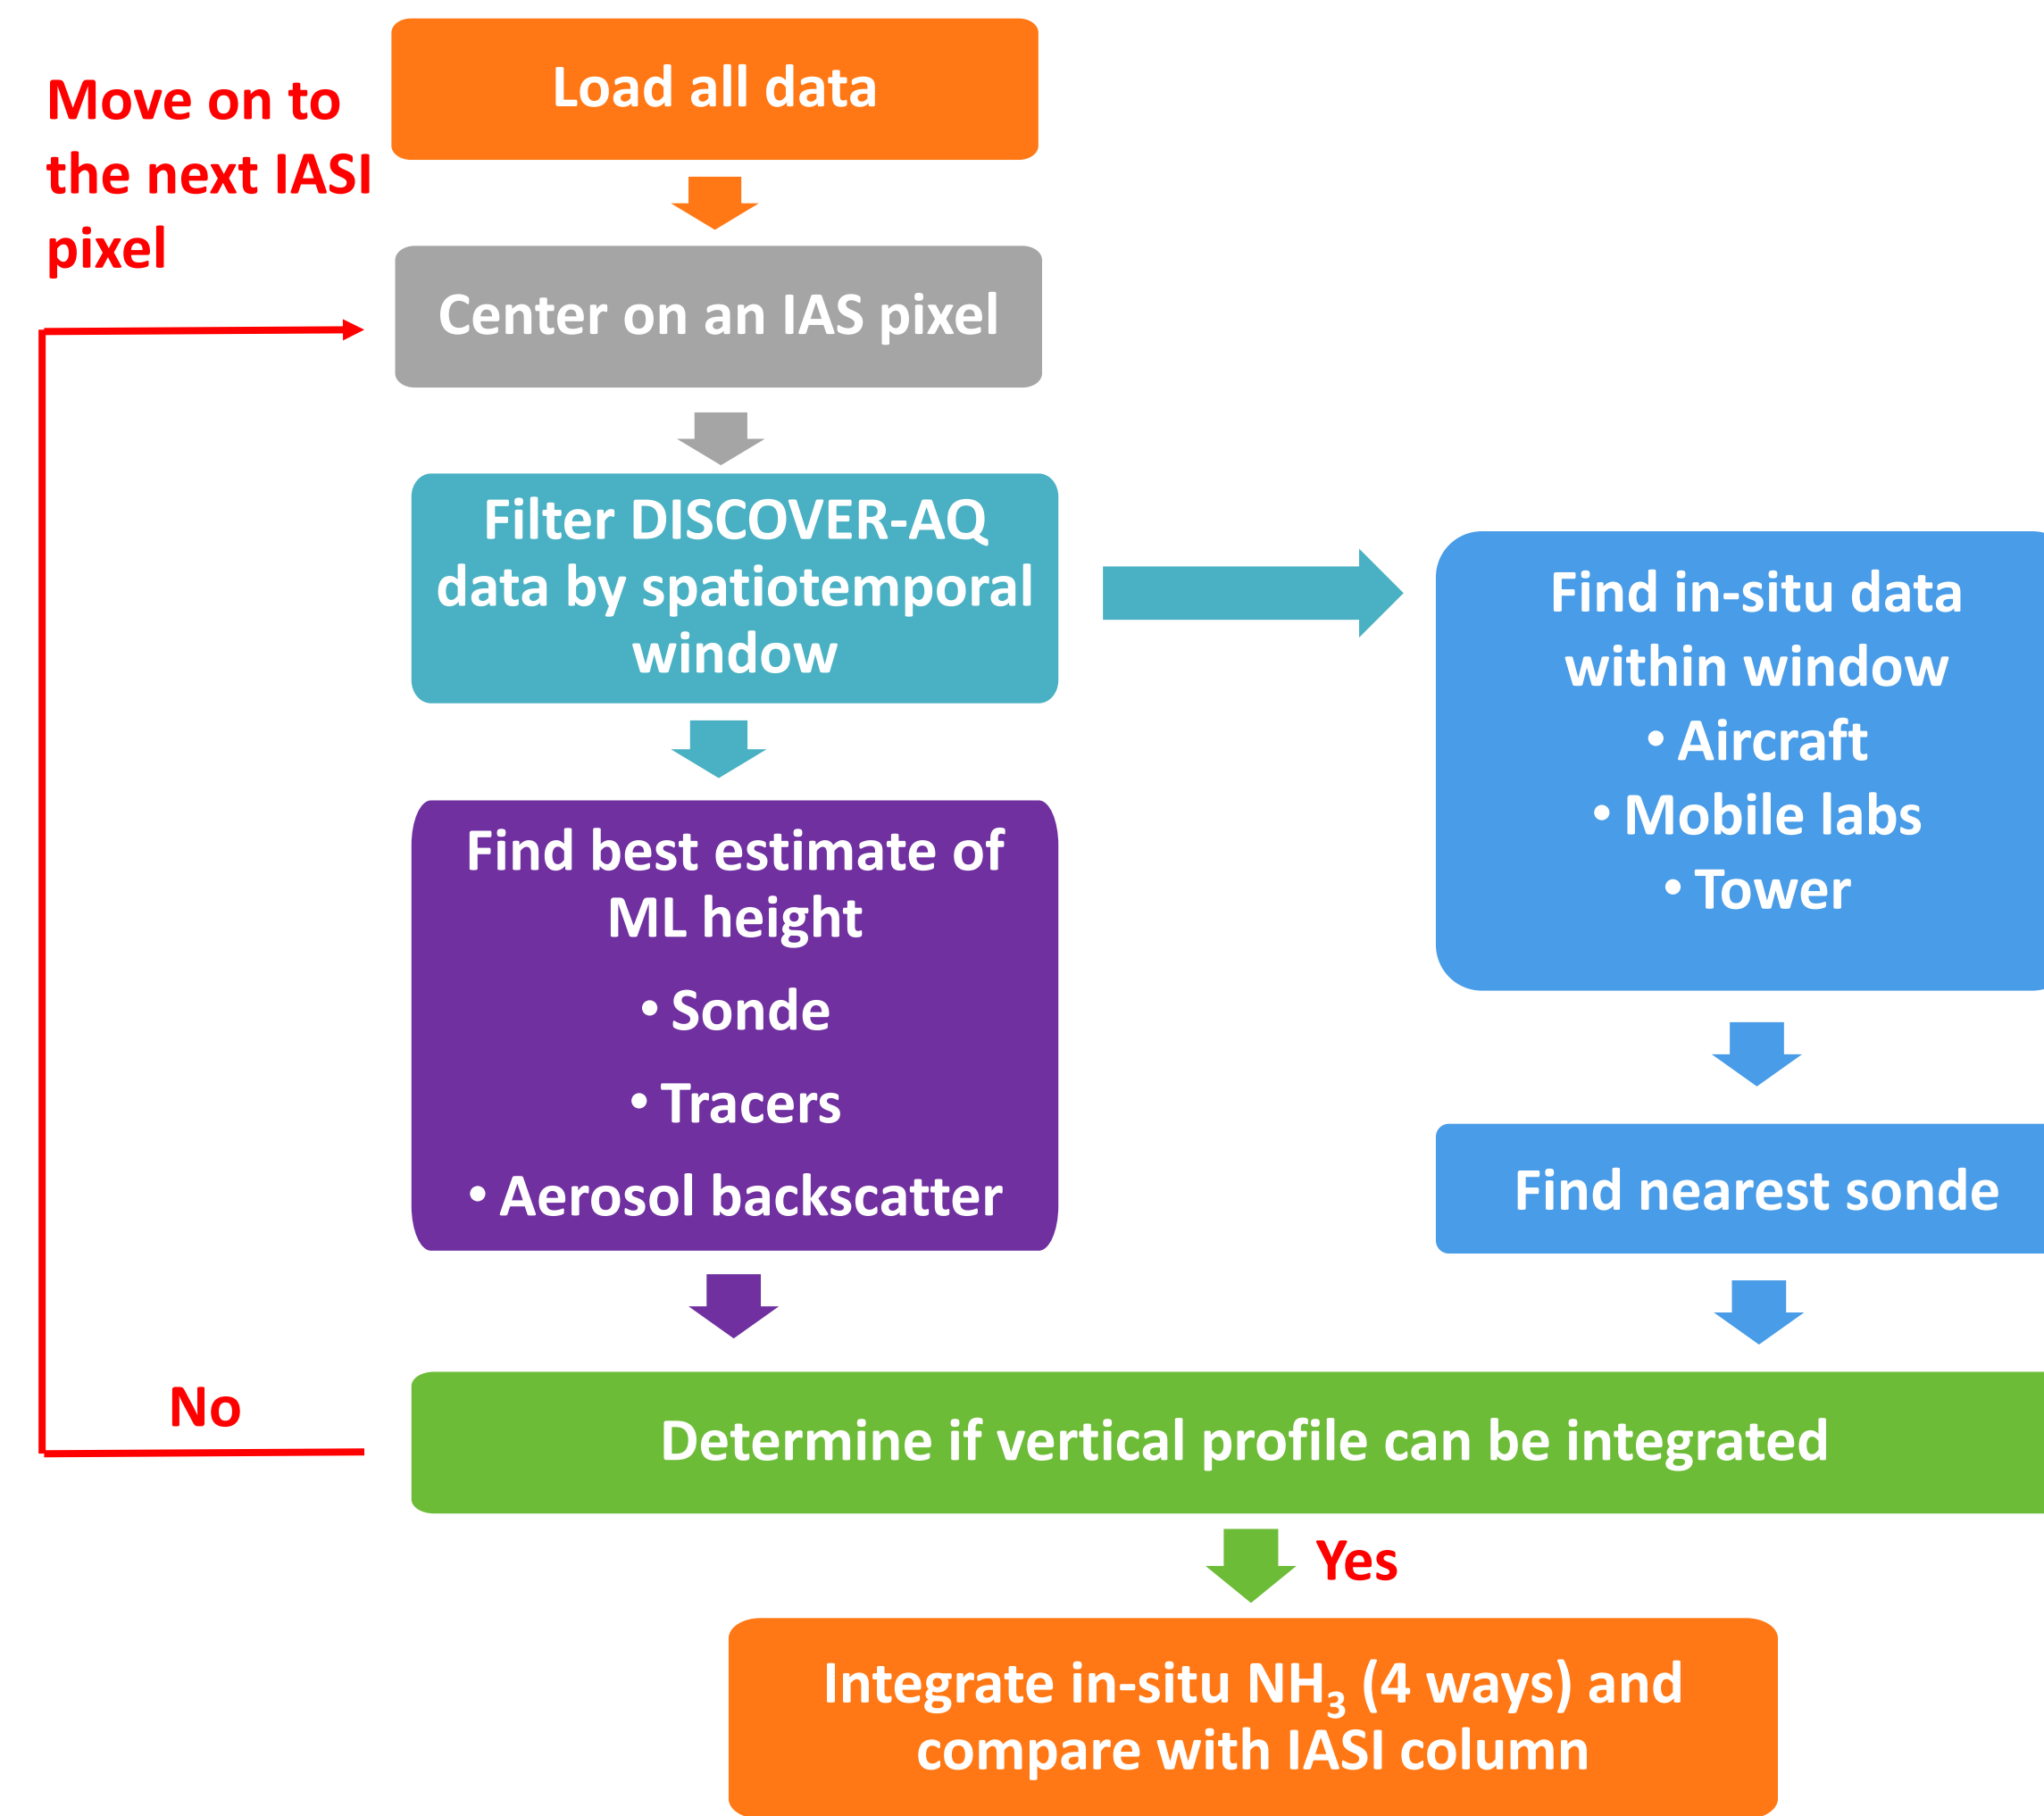 Load all data
Move on to
the next IASI
pixel
Center on an IAS pixel
Filter DISCOVER-AQ
data by spatiotemporal
window
Find in-situ data
within window
• Aircraft
• Mobile labs
• Tower
Find best estimate of
ML height
• Sonde
• Tracers
• Aerosol backscatter
Find nearest sonde
No
Determine if vertical profile can be integrated
Yes
Integrate in-situ NH₃ (4 ways) and
compare with IASI column